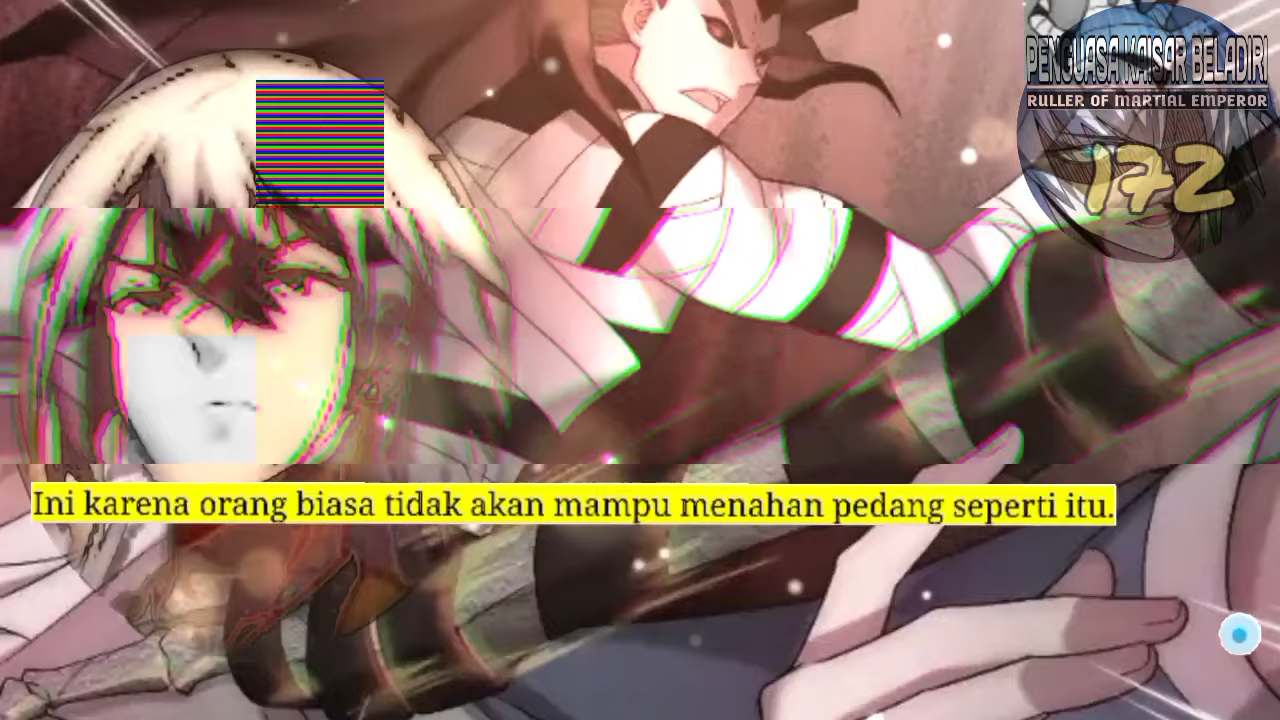 PENGUASA KAISAR BELADIRI
RULLER OF MARTIAL EMPEROR
172
Ini karena orang biasa tidak akan mampu menahan pedang seperti itu.